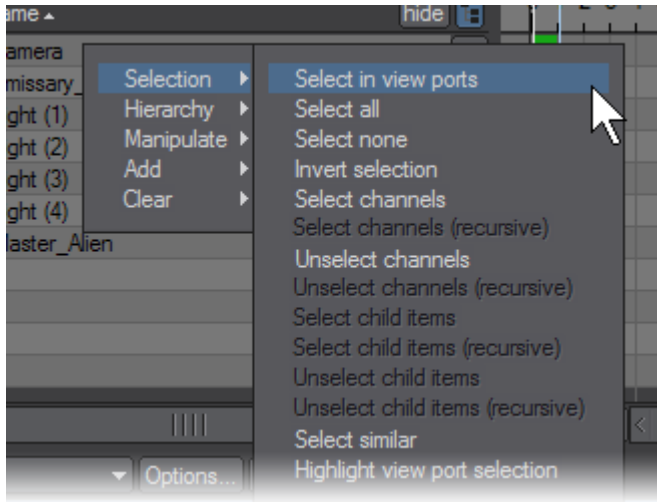 ame
hide
amera
missary_
ght (1)
ght (2)
ght (3)
ght (4)
laster_Alien
Selection
Hierarchy
Manipulate
Add
Clear
Select in view ports
Select all
Select none
Invert selection
Select channels
Select channels (recursive)
Unselect channels
Unselect channels (recursive)
Select child items
Select child items (recursive)
Unselect child items
Unselect child items (recursive)
Select similar
Highlight view port selection
Options...